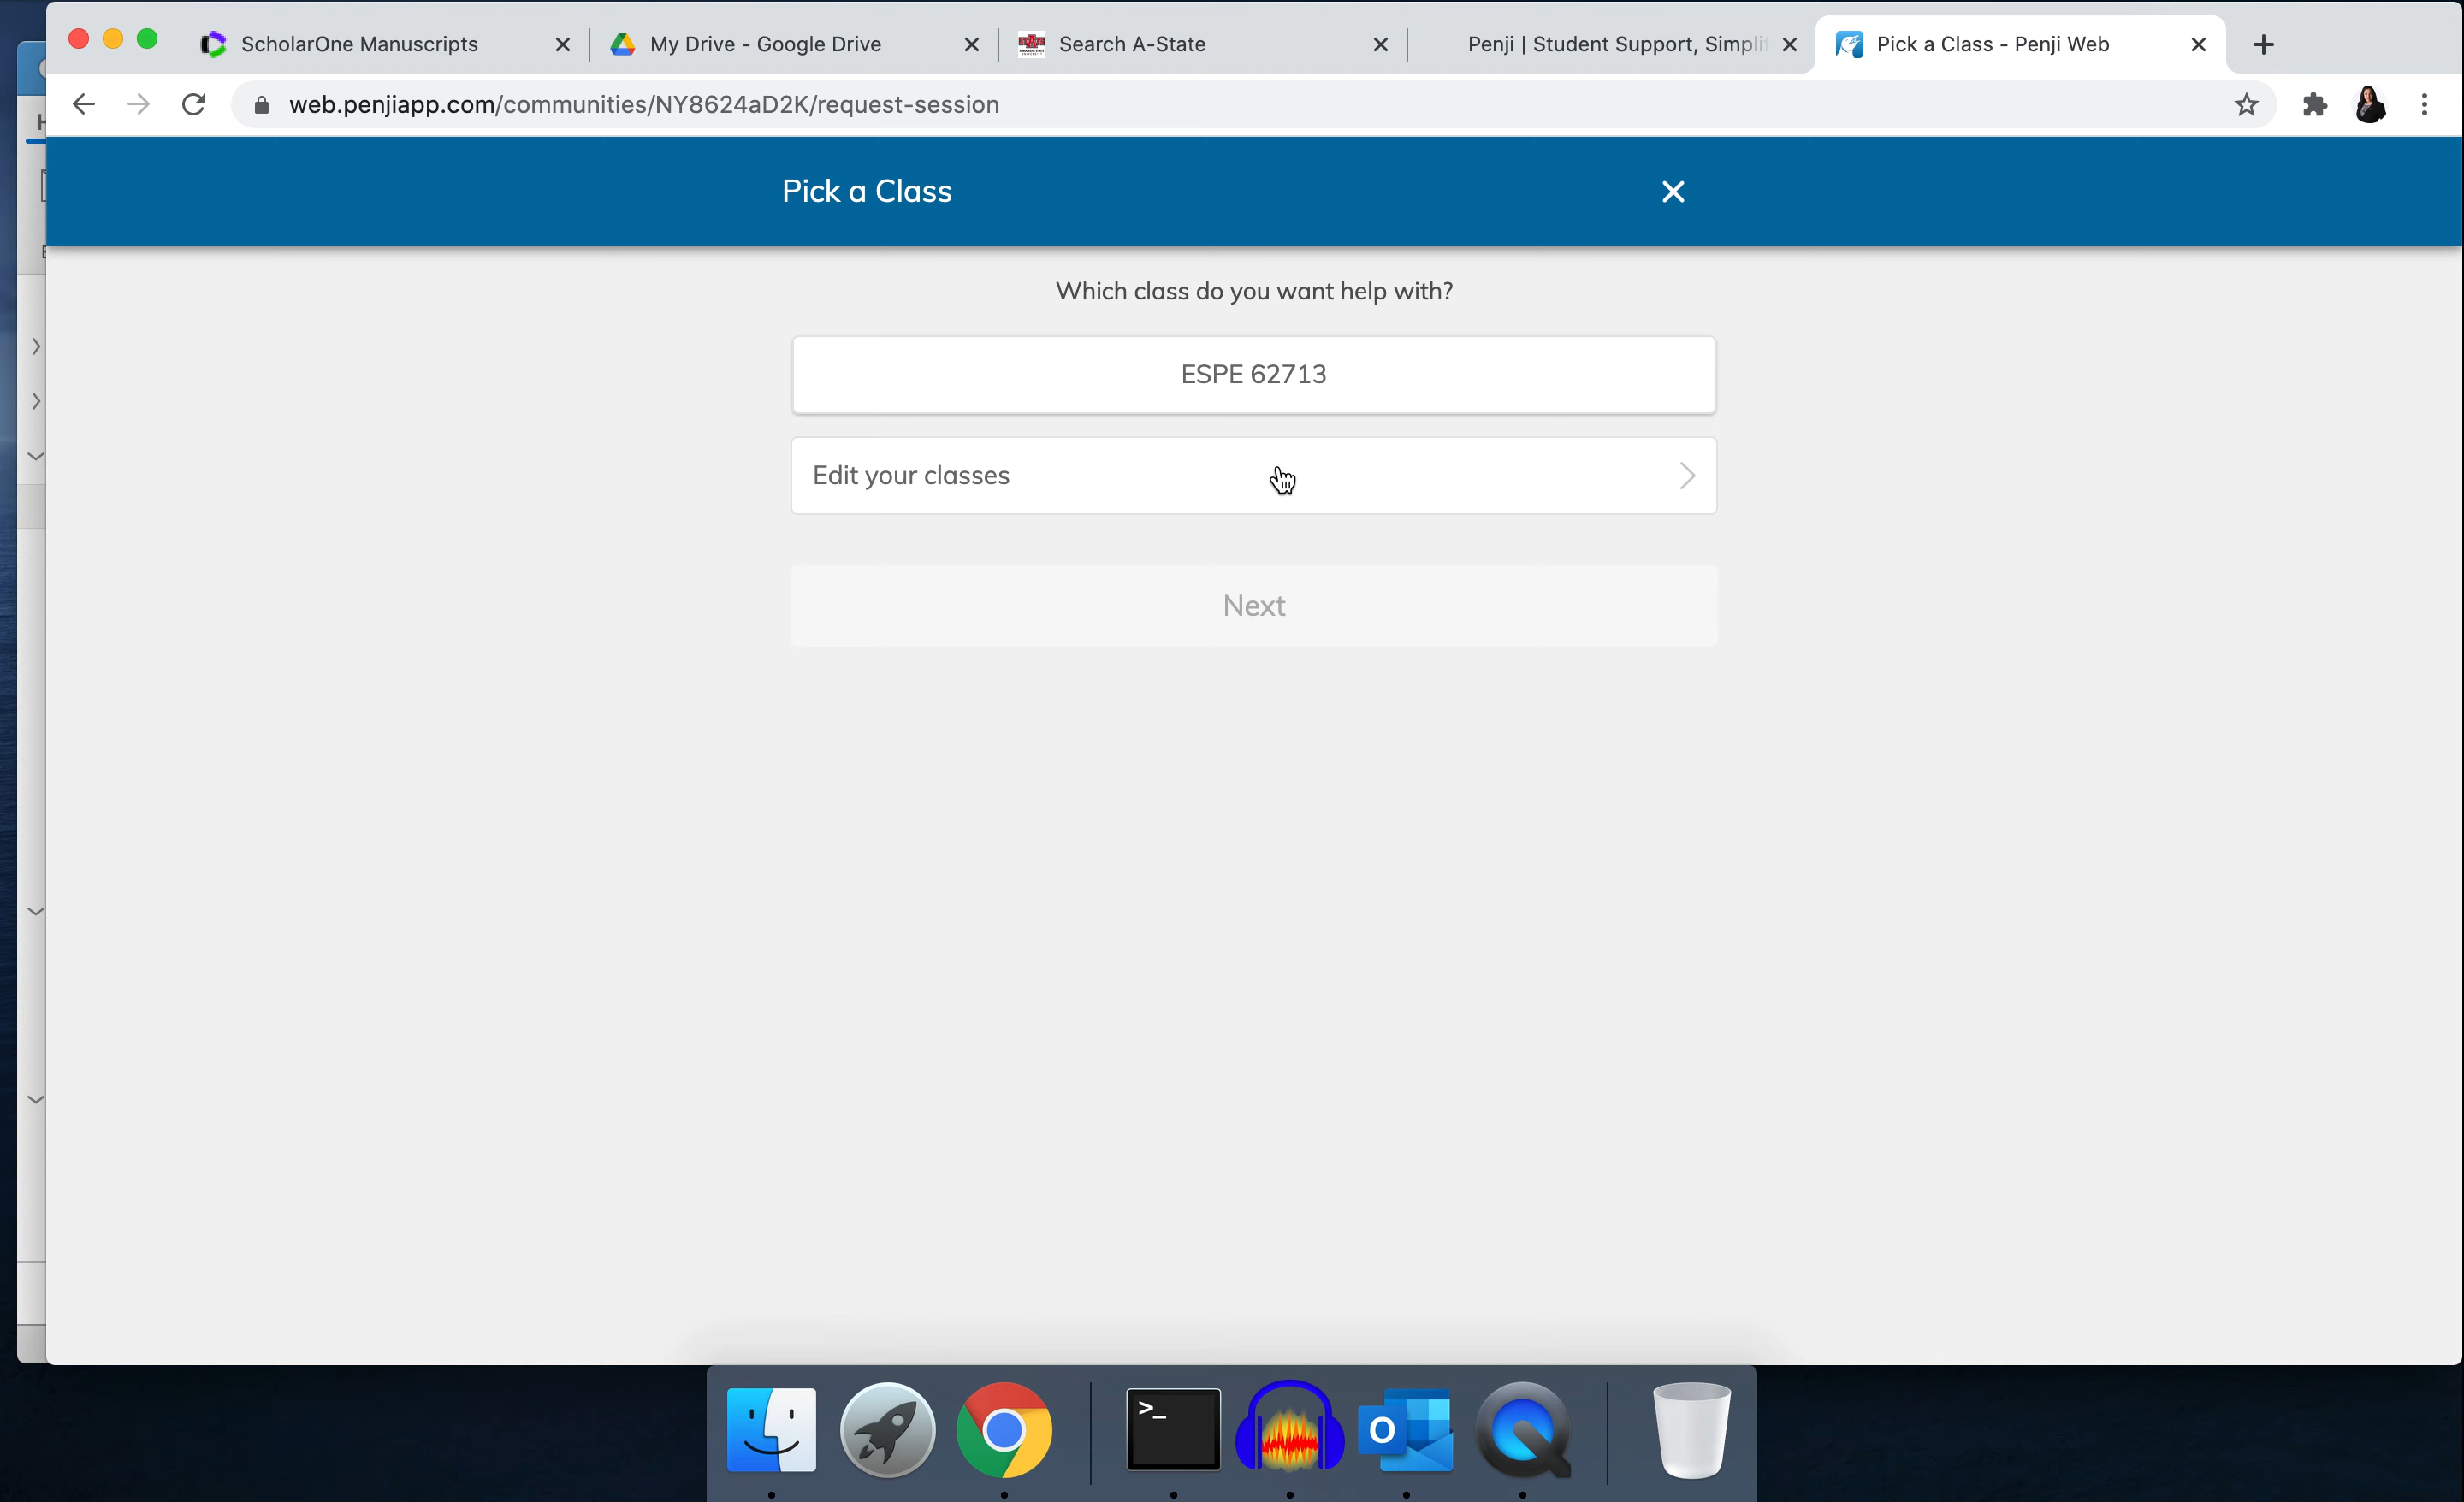 ScholarOne Manuscripts
My Drive - Google Drive
Search A-State
Penji | Student Support, Simplif
Pick a Class - Penji Web
web.penjiapp.com/communities/NY8624aD2K/request-session
Pick a Class
Which class do you want help with?
ESPE 62713
Edit your classes
Next
>_
O